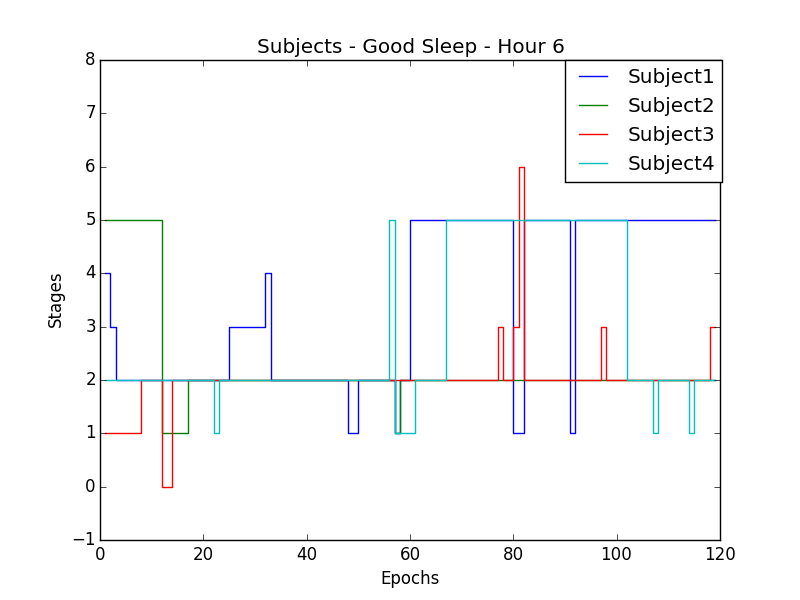 Subjects - Good Sleep - Hour 6
Subject1
Subject2
Subject3
Subject4
8
7
6
5
4
3
2
1
0
−1
Stages
0 20 40 60 80 100 120
Epochs